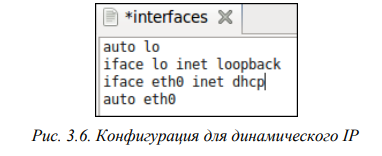 *interfaces
auto lo
iface lo inet loopback
iface eth0 inet dhcp
auto eth0
Рис. 3.6. Конфигурация для динамического IP